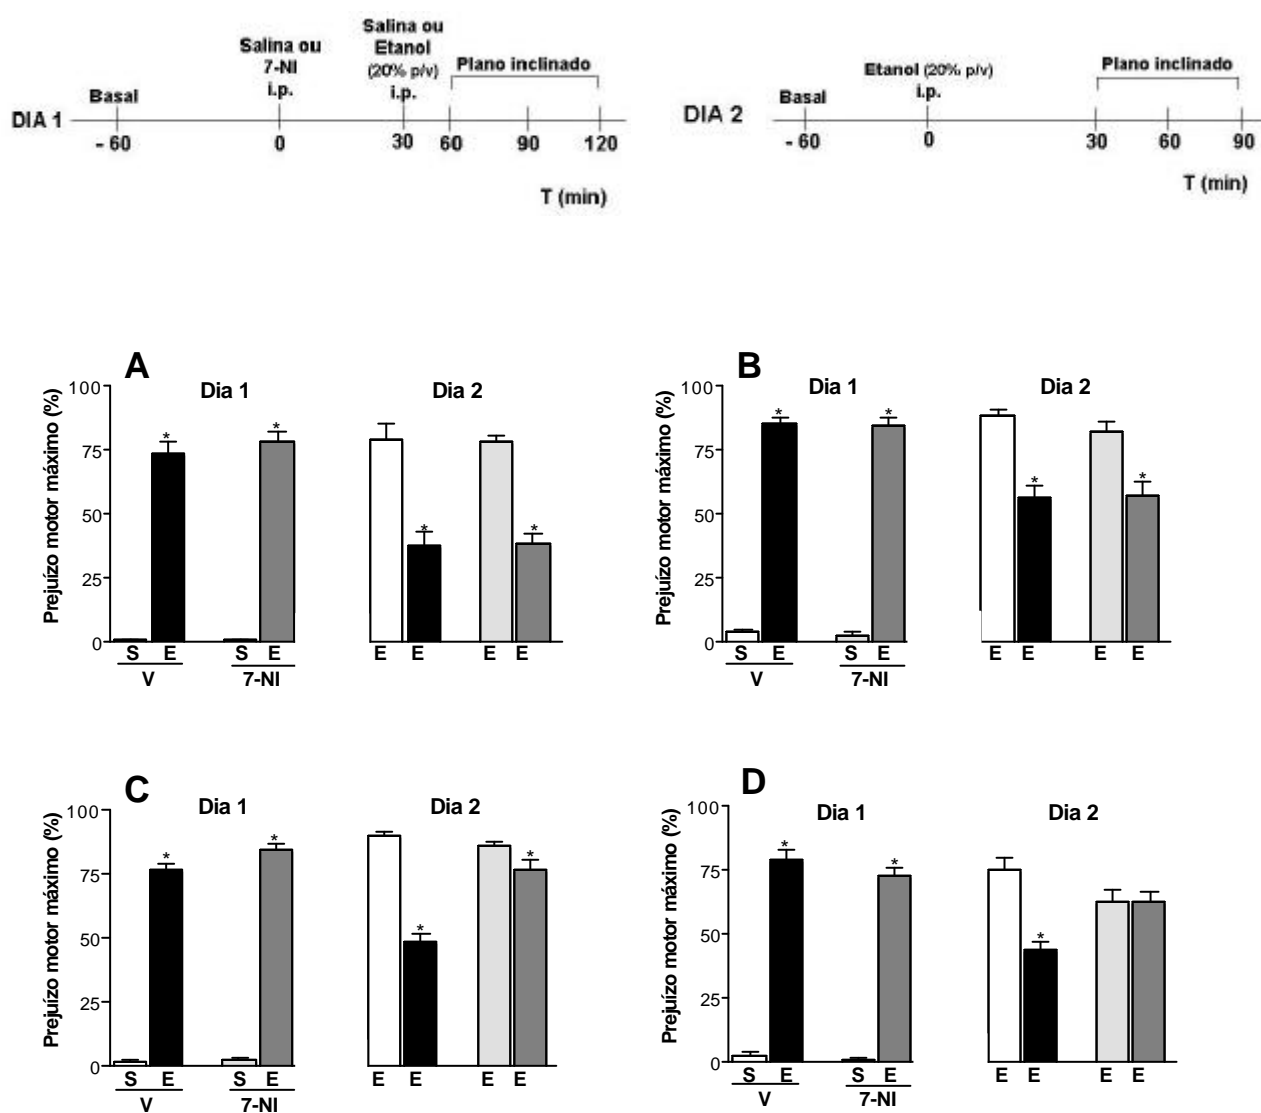 Salina ou
7-NI
i.p.
Salina ou
Etanol
(20% p/v)
i.p.
Plano inclinado
Basal
DIA 1
- 60
0
30
60
90
120
T (min)
Etanol (20% p/v)
i.p.
Plano inclinado
Basal
DIA 2
- 60
0
30
60
90
T (min)
A
Dia 1
Dia 2
Prejuízo motor máximo (%)
100
75
50
25
0
*
*
*
*
S E
S E
V
7-NI
E E
E E
B
Dia 1
Dia 2
Prejuízo motor máximo (%)
100
75
50
25
0
*
*
*
*
S E
S E
V
7-NI
E E
E E
C
Dia 1
Dia 2
Prejuízo motor máximo (%)
100
75
50
25
0
*
*
*
*
S E
S E
V
7-NI
E E
E E
D
Dia 1
Dia 2
Prejuízo motor máximo (%)
100
75
50
25
0
*
*
*
S E
S E
V
7-NI
E E
E E